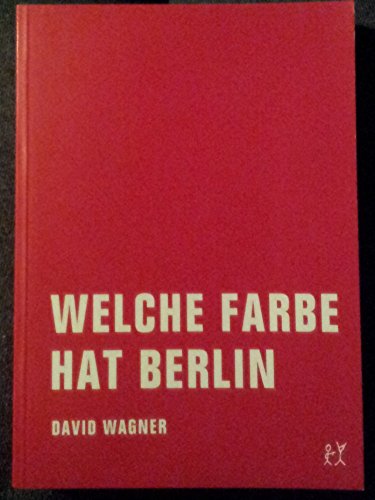 WELCHE FARBE
HAT BERLIN
DAVID WAGNER